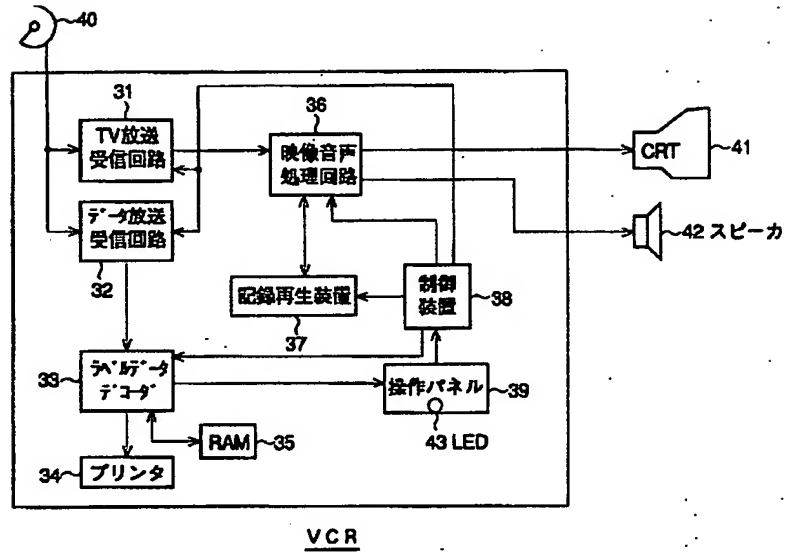 40
31
TV放送
受信回路
36
映像音声
処理回路
CRT
41
データ放送
受信回路
32
42 スピーカ
記録再生装置
37
制御
装置
38
33
ラベルデータ
デコーダ
操作パネル
39
43 LED
RAM
35
34
プリンタ
VCR